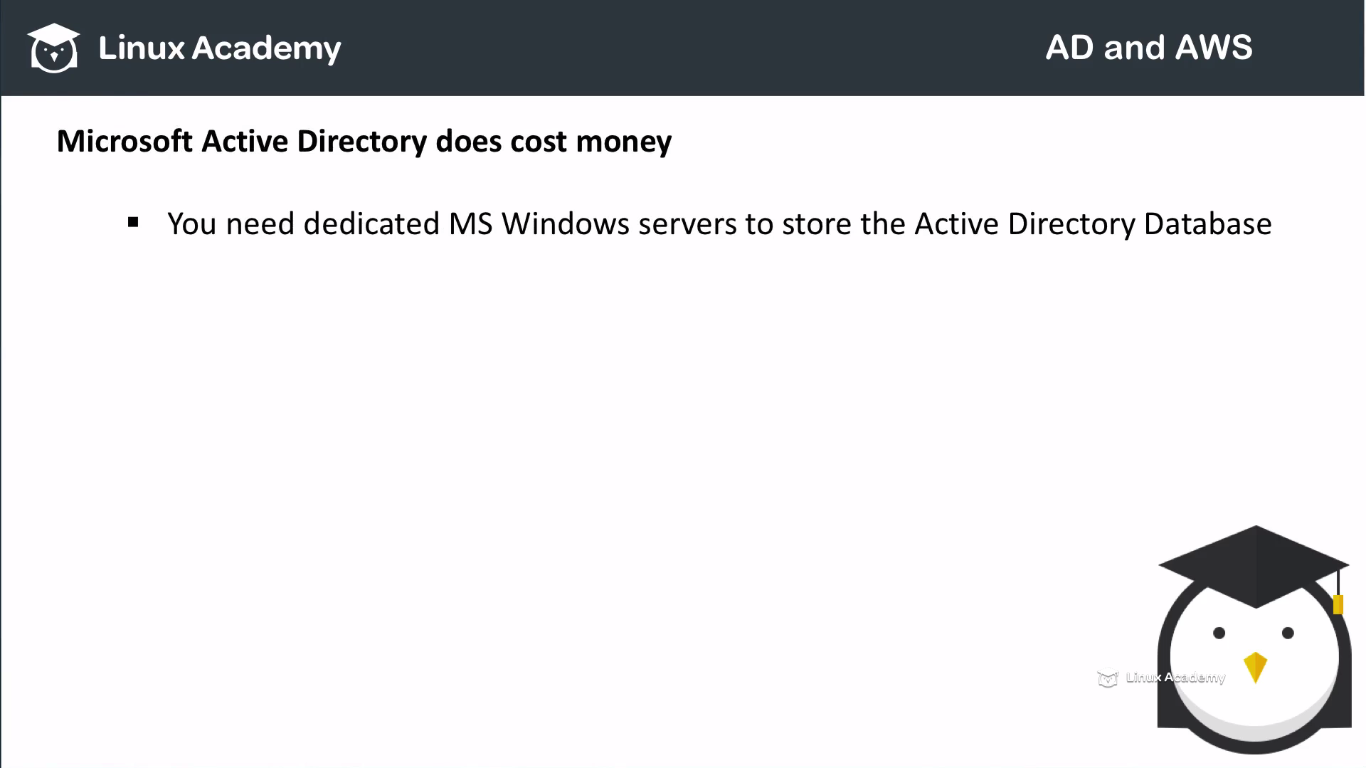 Linux Academy
AD and AWS
Microsoft Active Directory does cost money
▪ You need dedicated MS Windows servers to store the Active Directory Database
Linux Academy